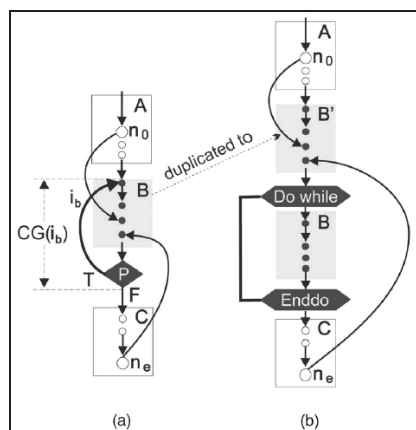 A
n0
B
ib
CG(ib)
T
P
F
C
ne
(a)
duplicated to
A
n0
B'
Do while
B
Enddo
C
ne
(b)